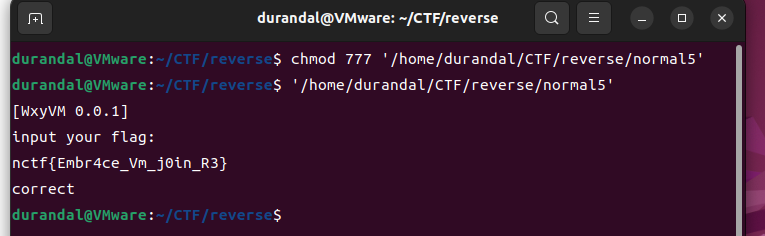 durandal@VMware: ~/CTF/reverse
durandal@VMware:~/CTF/reverse$ chmod 777 '/home/durandal/CTF/reverse/normal5'
durandal@VMware:~/CTF/reverse$ '/home/durandal/CTF/reverse/normal5'
[WxyVM 0.0.1]
input your flag:
nctf{Embr4ce_Vm_j0in_R3}
correct
durandal@VMware:~/CTF/reverse$